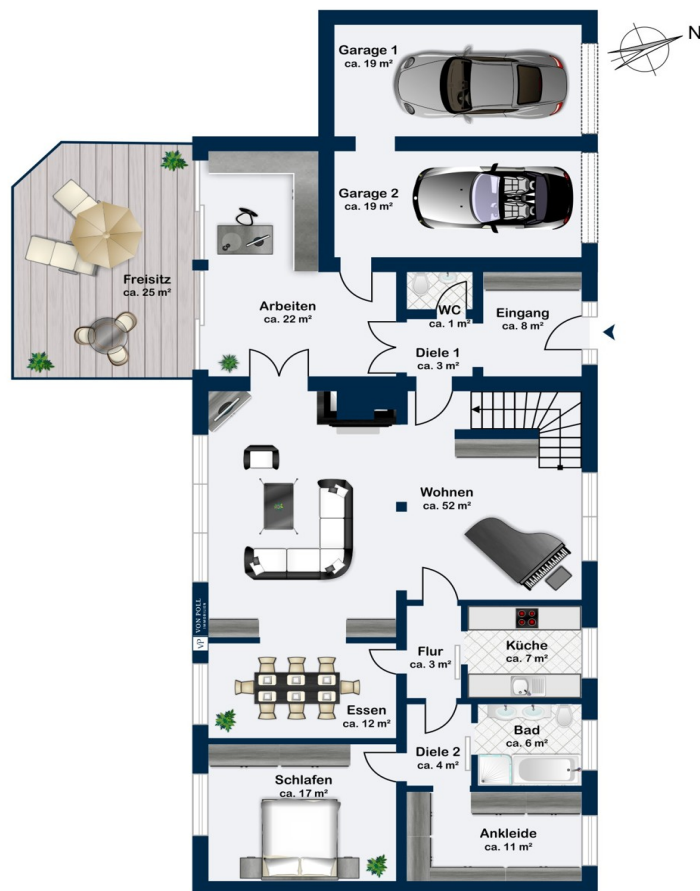 N
Garage 1
ca. 19 m²
Garage 2
ca. 19 m²
Freisitz
ca. 25 m²
Arbeiten
ca. 22 m²
WC
ca. 1 m²
Eingang
ca. 8 m²
Diele 1
ca. 3 m²
Wohnen
ca. 52 m²
VP VON POLL
IMMOBILIEN
Flur
ca. 3 m²
Küche
ca. 7 m²
Essen
ca. 12 m²
Diele 2
ca. 4 m²
Bad
ca. 6 m²
Schlafen
ca. 17 m²
Ankleide
ca. 11 m²